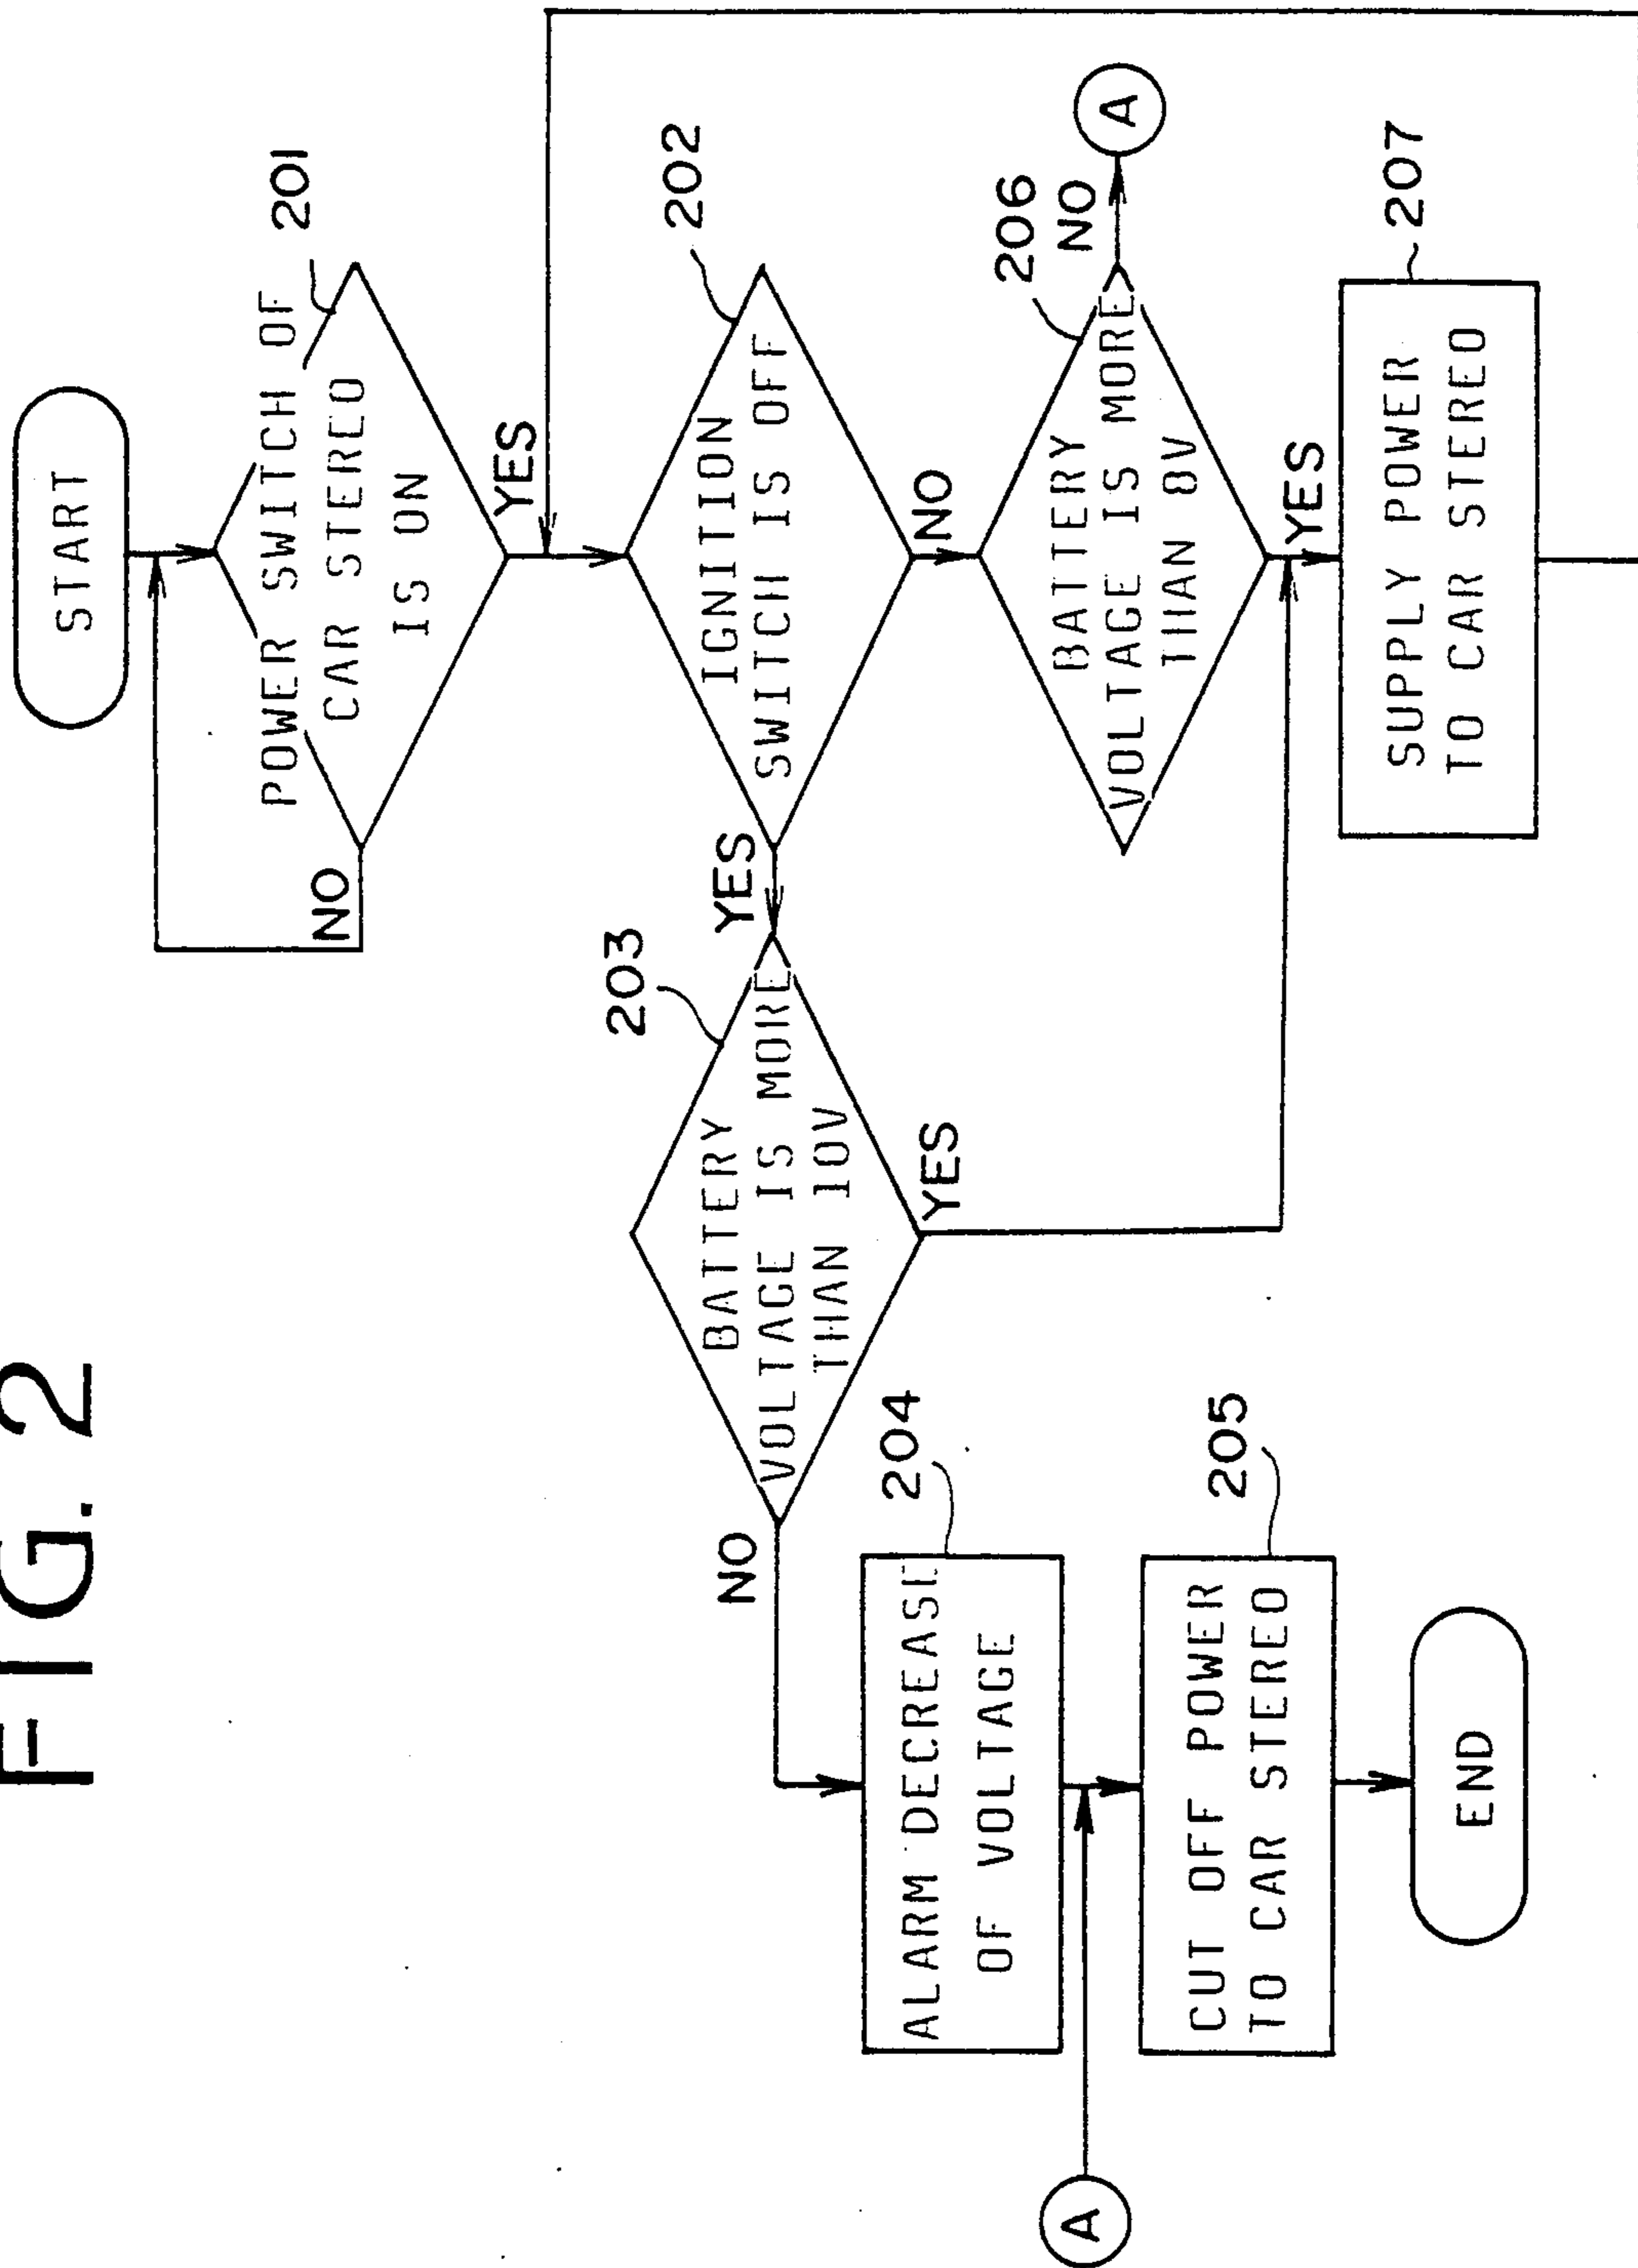 FIG. 2
START
POWER SWITCH OF
CAR STEREO
IS ON
201
NO
YES
IGNITION
SWITCH IS OFF
202
YES
NO
BATTERY
VOLTAGE IS MORE
THAN 10V
203
NO
YES
BATTERY
VOLTAGE IS MORE
THAN 8V
206
NO
A
YES
ALARM DECREASE
OF VOLTAGE
204
A
CUT OFF POWER
TO CAR STEREO
205
SUPPLY POWER
TO CAR STEREO
207
END